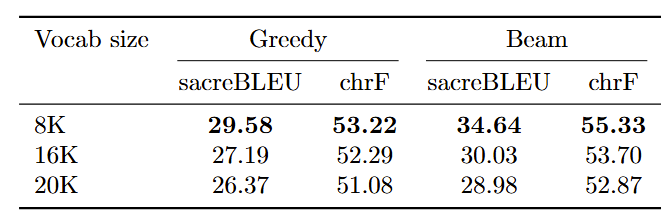 Vocab size Greedy Beam
sacreBLEU chrF sacreBLEU chrF
8K 29.58 53.22 34.64 55.33
16K 27.19 52.29 30.03 53.70
20K 26.37 51.08 28.98 52.87